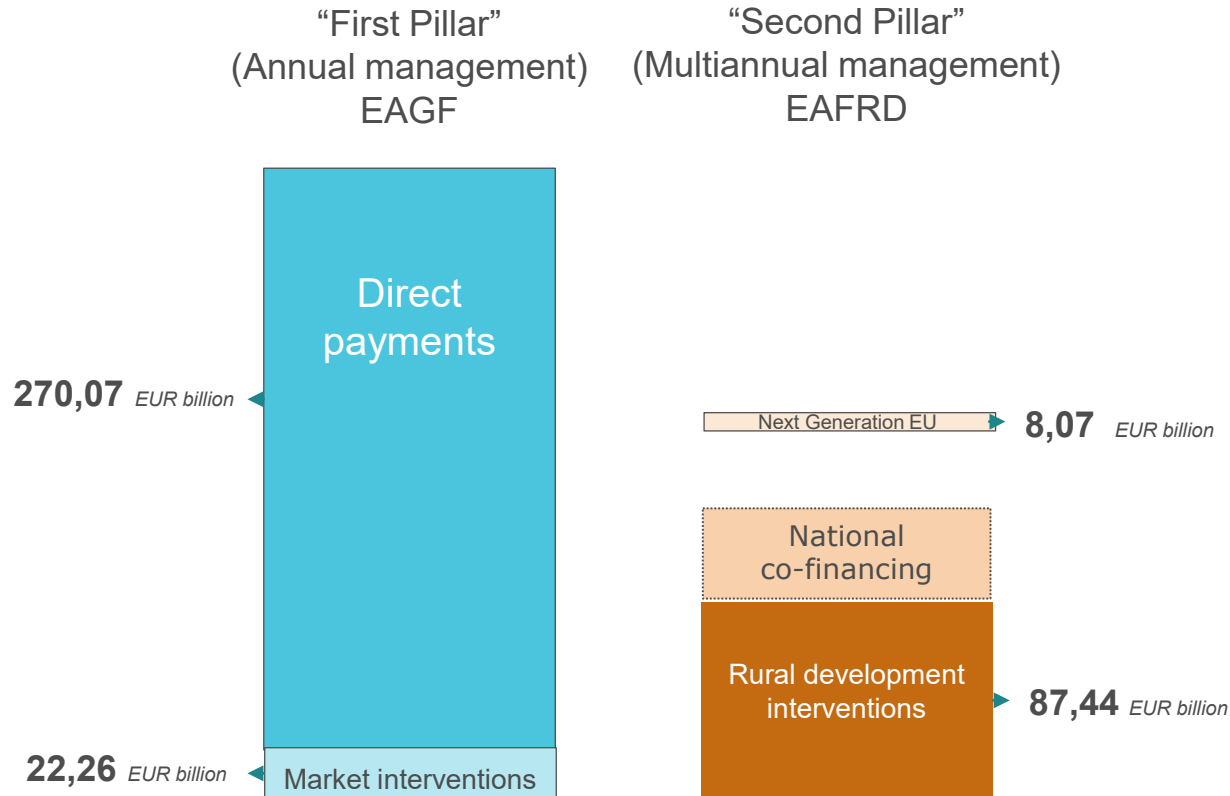 “First Pillar”
(Annual management)
EAGF
“Second Pillar”
(Multiannual management)
EAFRD
Direct
payments
270,07 EUR billion
Next Generation EU
8,07 EUR billion
National
co-financing
Rural development
interventions
87,44 EUR billion
22,26 EUR billion
Market interventions